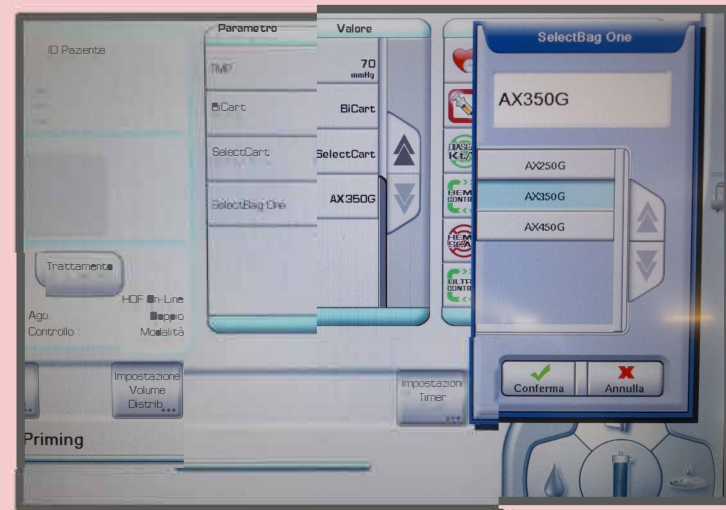 ID Paziente
Parametro
Valore
TMP
70
mmHg
BiCart
BiCart
SelectCart
SelectCart
SelectBag One
AX350G
Trattamento
HDF On-Line
Ago
Doppio
Controllo :
Modalità
Impostazione
Volume
Distrib...
Impostazioni
Timer
...
Priming
SelectBag One
AX350G
AX250G
AX350G
AX450G
Conferma
Annulla